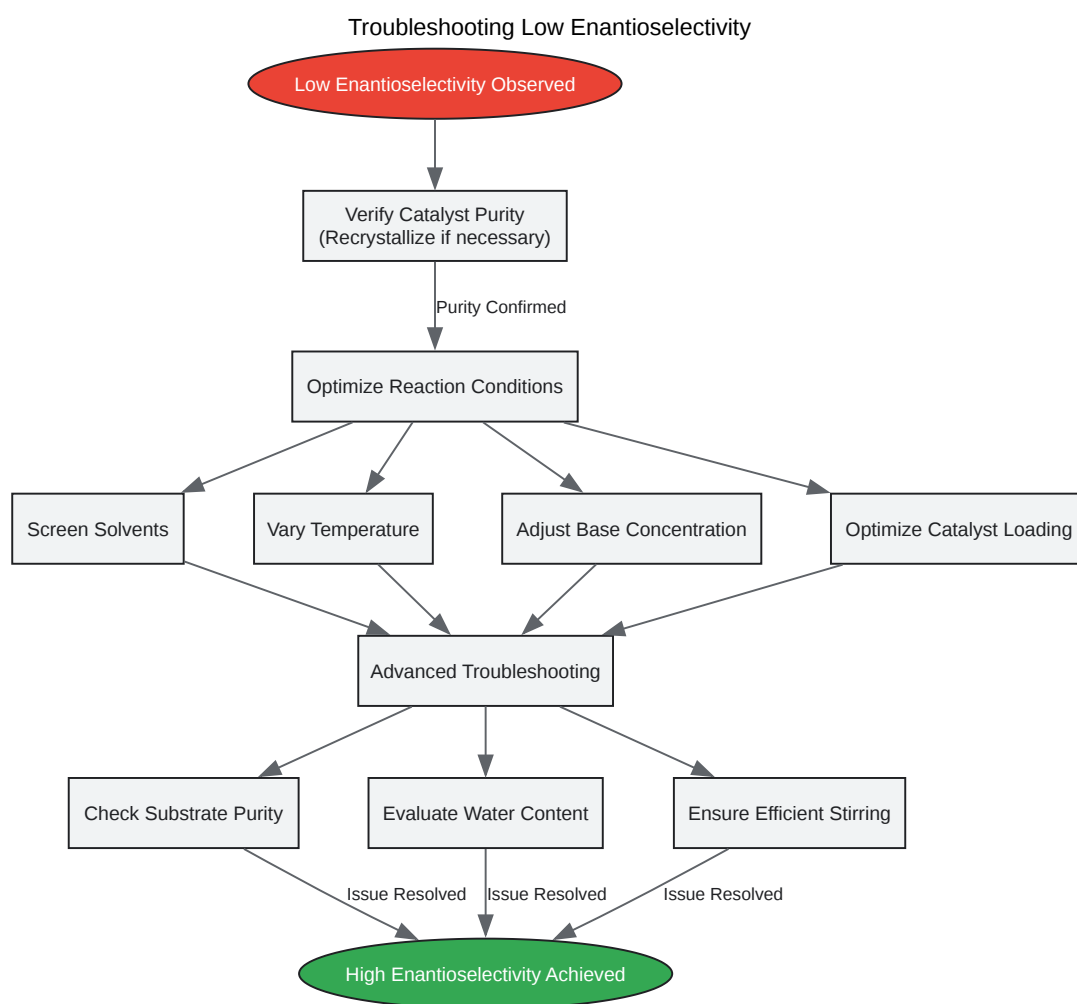 Troubleshooting Low Enantioselectivity
Low Enantioselectivity Observed
Verify Catalyst Purity
(Recrystallize if necessary)
Purity Confirmed
Optimize Reaction Conditions
Screen Solvents
Vary Temperature
Adjust Base Concentration
Optimize Catalyst Loading
Advanced Troubleshooting
Check Substrate Purity
Evaluate Water Content
Ensure Efficient Stirring
Issue Resolved
Issue Resolved
Issue Resolved
High Enantioselectivity Achieved